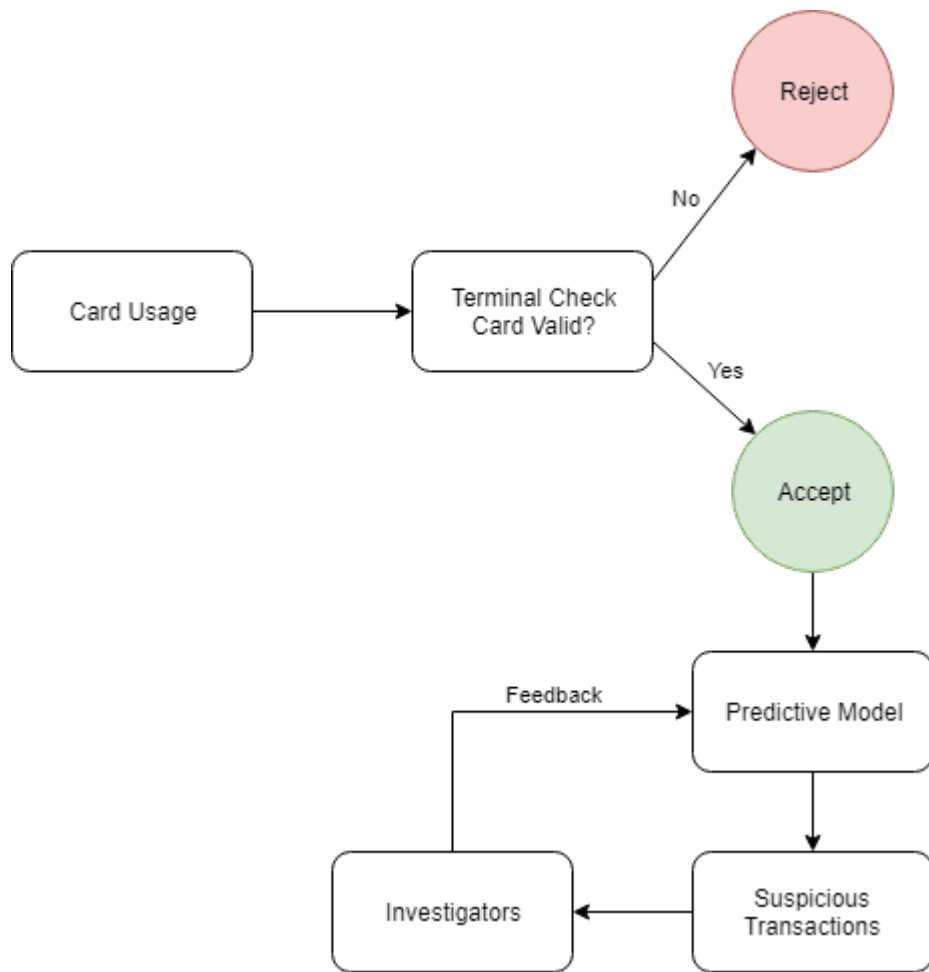 Reject
No
Card Usage
Terminal Check
Card Valid?
Yes
Accept
Feedback
Predictive Model
Investigators
Suspicious
Transactions